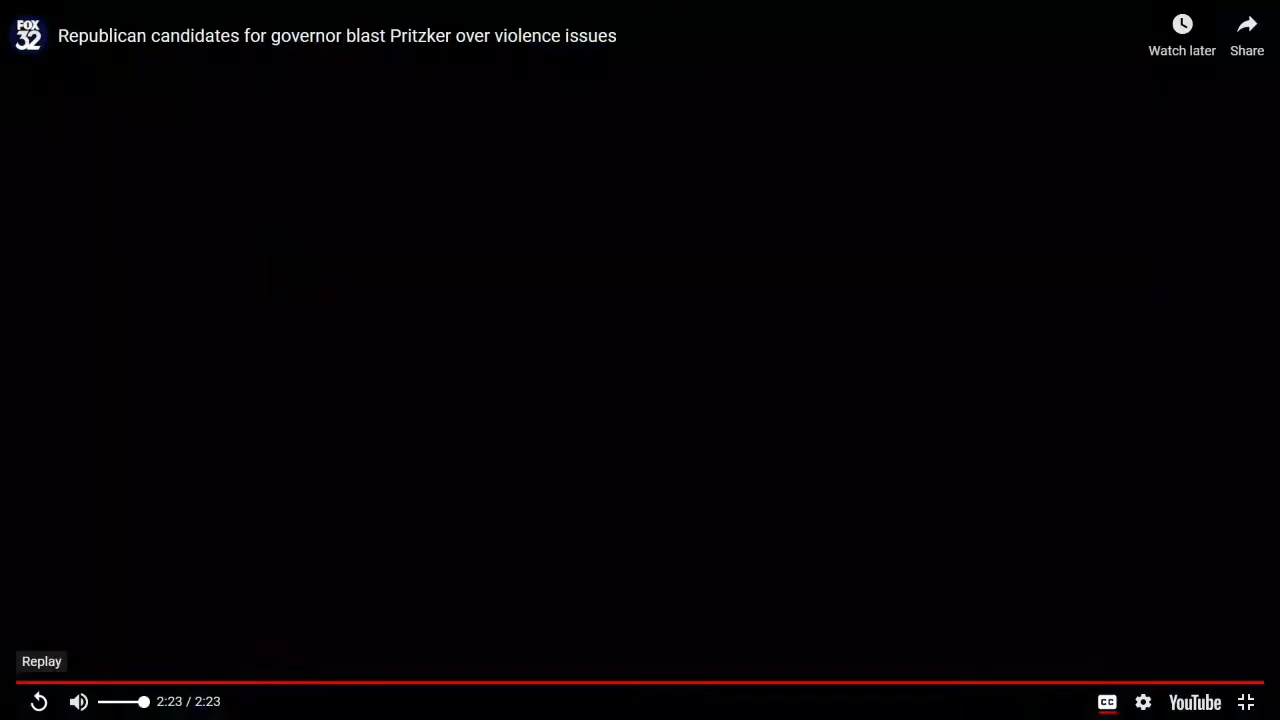 FOX
32
Republican candidates for governor blast Pritzker over violence issues
Watch later
Share
Replay
2:23 / 2:23
CC
YouTube